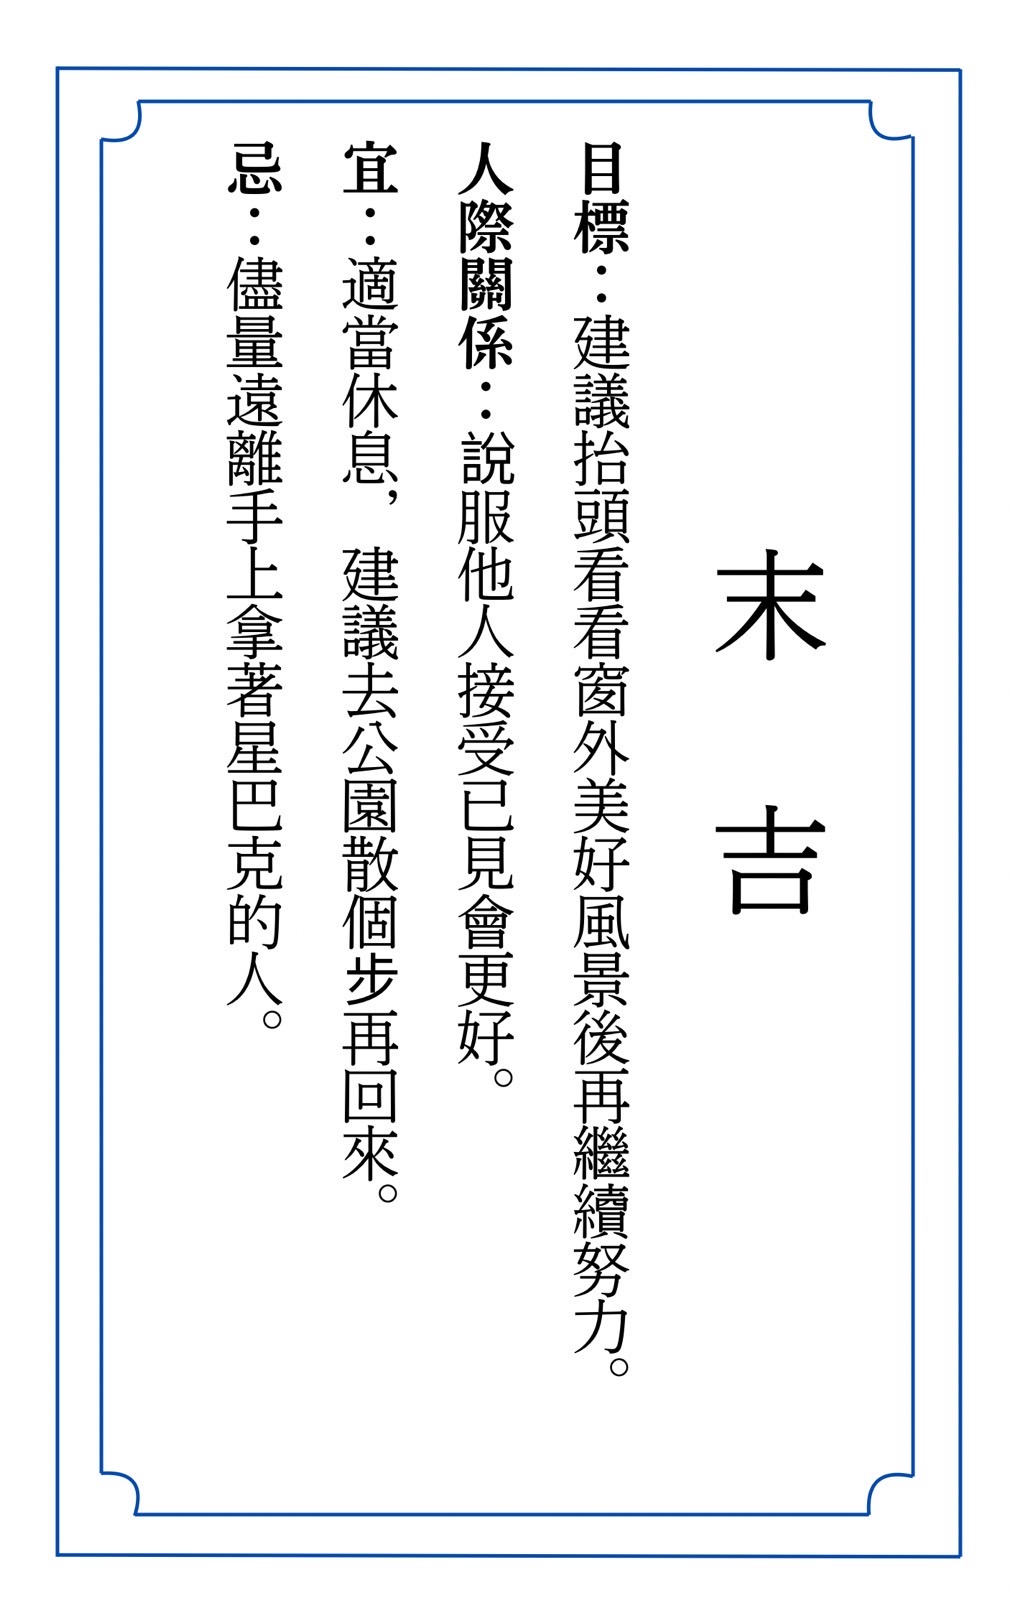 末吉
目標：建議抬頭看看窗外美好風景後再繼續努力。
人際關係：說服他人接受已見會更好。
宜：適當休息，建議去公園散個步再回來。
忌：儘量遠離手上拿著星巴克的人。